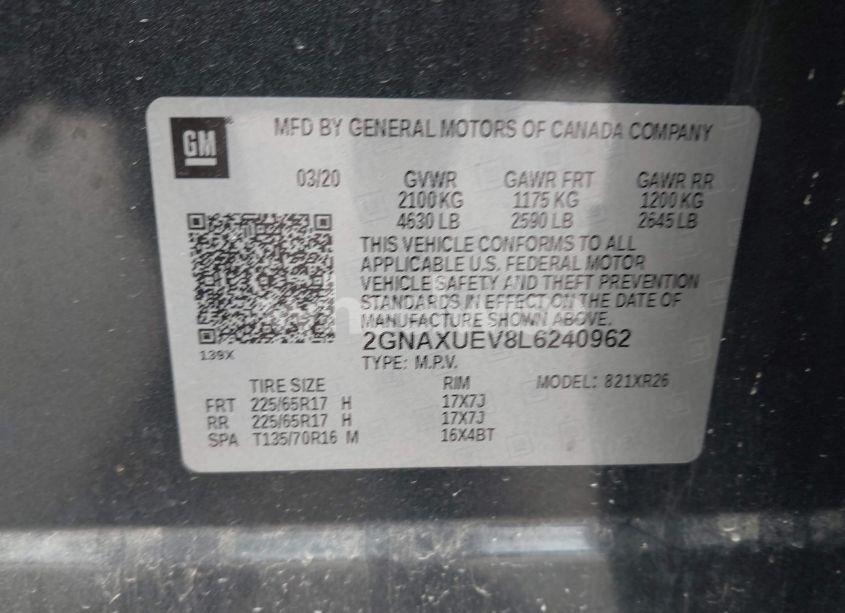 GM
MFD BY GENERAL MOTORS OF CANADA COMPANY
03/20 GVWR GAWR FRT GAWR RR
2100 KG 1175 KG 1200 KG
4630 LB 2590 LB 2645 LB
THIS VEHICLE CONFORMS TO ALL
APPLICABLE U.S. FEDERAL MOTOR
VEHICLE SAFETY AND THEFT PREVENTION
STANDARDS IN EFFECT ON THE DATE OF
MANUFACTURE SHOWN ABOVE.
2GNAXUEV8L6240962
139X
TYPE: M.P.V.
TIRE SIZE RIM MODEL: 821XR26
FRT 225/65R17 H 17X7J
RR 225/65R17 H 17X7J
SPA T135/70R16 M 16X4BT